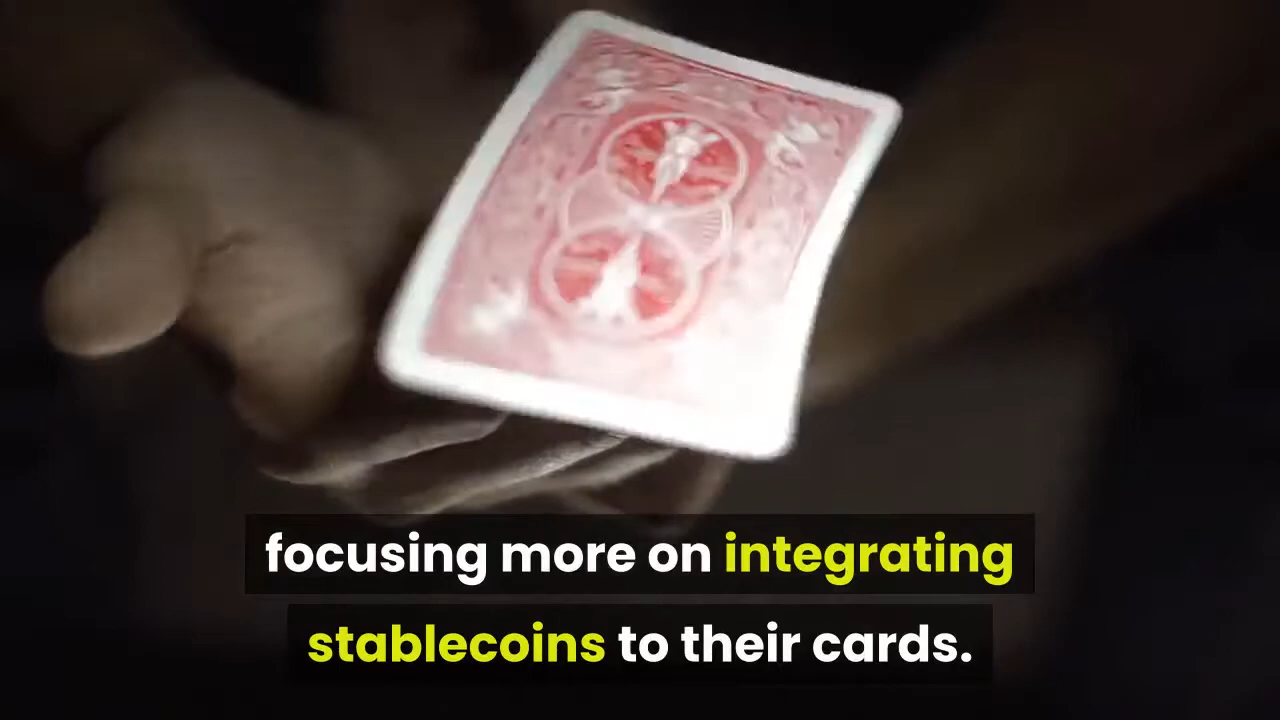 focusing more on integrating
stablecoins to their cards.